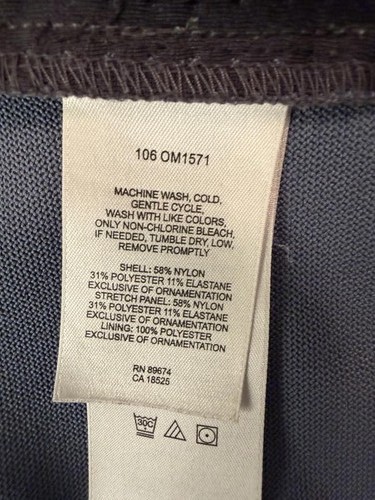 106 OM1571
MACHINE WASH, COLD,
GENTLE CYCLE,
WASH WITH LIKE COLORS,
ONLY NON-CHLORINE BLEACH,
IF NEEDED, TUMBLE DRY, LOW,
REMOVE PROMPTLY
SHELL: 58% NYLON
31% POLYESTER 11% ELASTANE
EXCLUSIVE OF ORNAMENTATION
STRETCH PANEL: 58% NYLON
31% POLYESTER 11% ELASTANE
EXCLUSIVE OF ORNAMENTATION
LINING: 100% POLYESTER
EXCLUSIVE OF ORNAMENTATION
RN 89674
CA 18525
30C